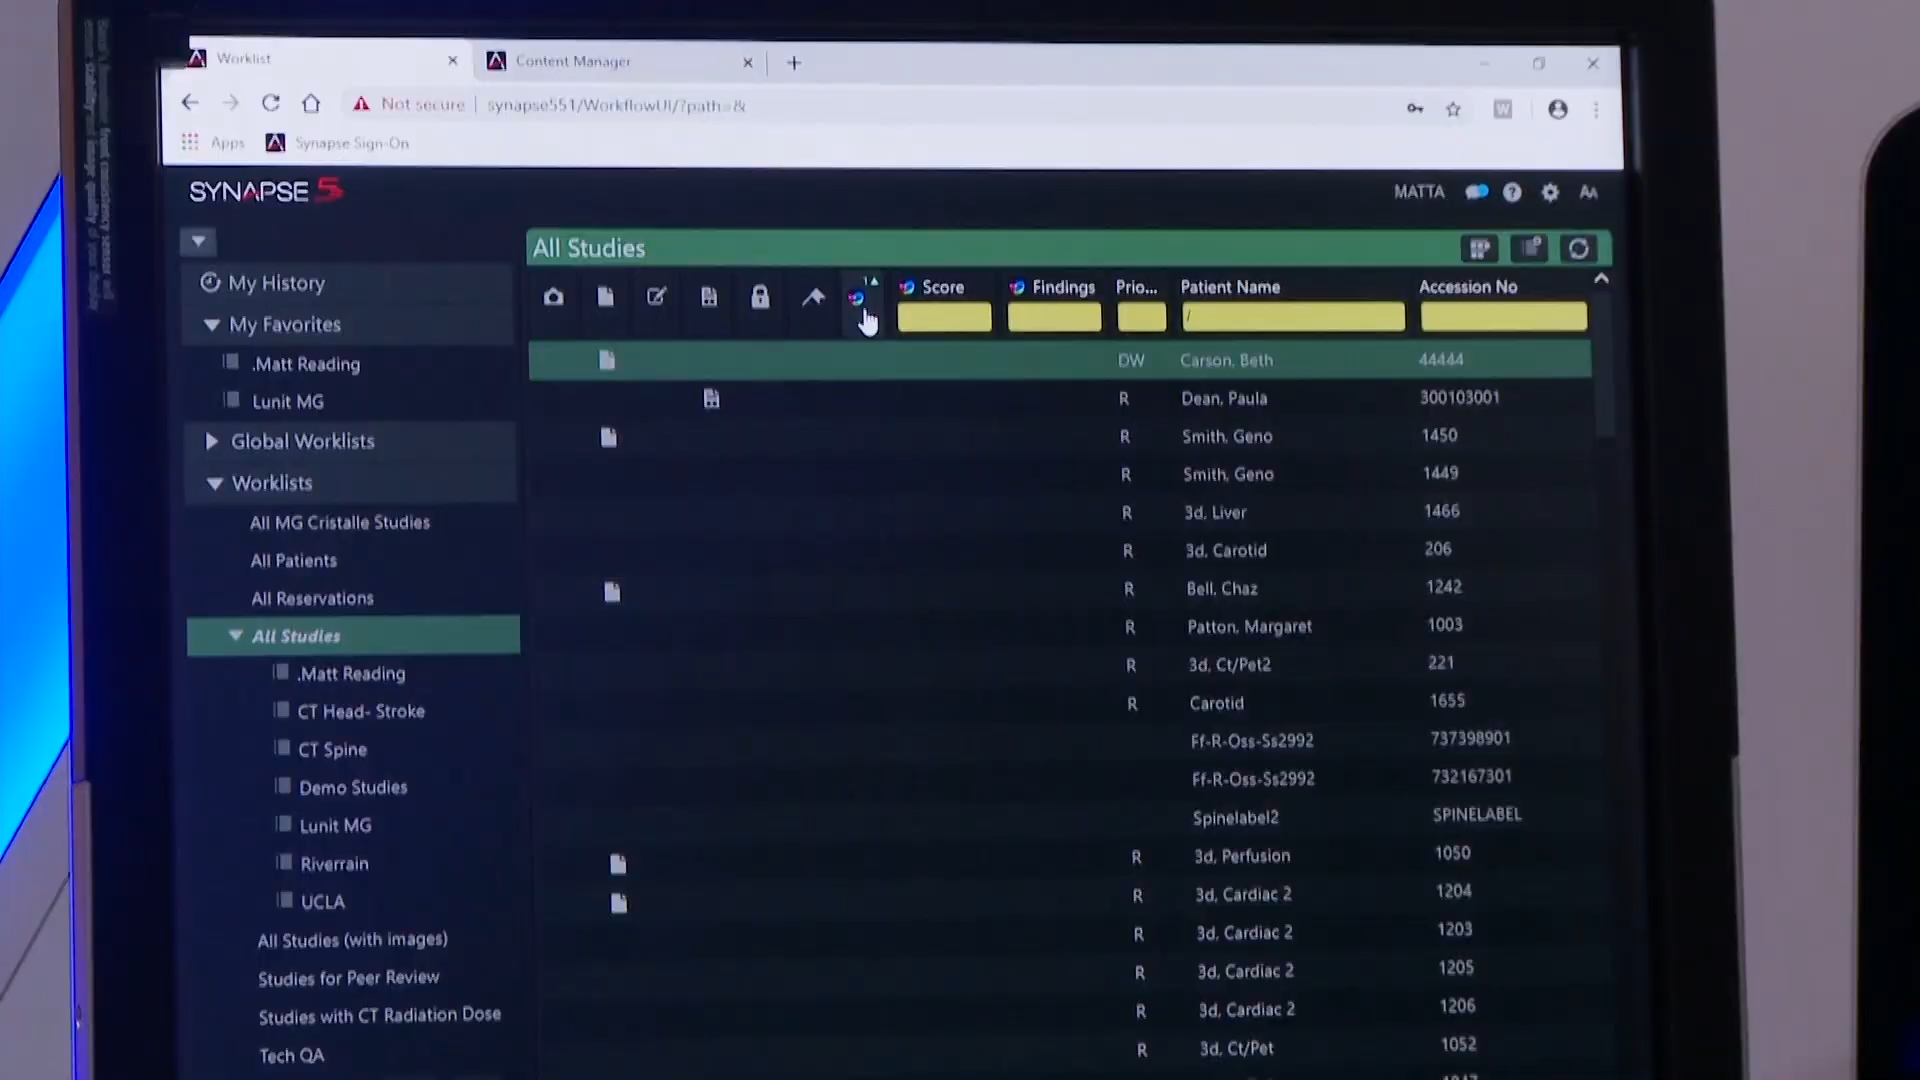 Worklist
Content Manager
Not secure
synapse551/WorkflowUI/?path=&
Apps
Synapse Sign-On
SYNAPSE 5
MATTA
AA
My History
My Favorites
.Matt Reading
Lunit MG
Global Worklists
Worklists
All MG Cristalle Studies
All Patients
All Reservations
All Studies
.Matt Reading
CT Head- Stroke
CT Spine
Demo Studies
Lunit MG
Riverrain
UCLA
All Studies (with images)
Studies for Peer Review
Studies with CT Radiation Dose
Tech QA
All Studies
1 Score Findings Prio... Patient Name Accession No
/
DW Carson, Beth 44444
R Dean, Paula 300103001
R Smith, Geno 1450
R Smith, Geno 1449
R 3d, Liver 1466
R 3d, Carotid 206
R Bell, Chaz 1242
R Patton, Margaret 1003
R 3d, Ct/Pet2 221
R Carotid 1655
Ff-R-Oss-Ss2992 737398901
Ff-R-Oss-Ss2992 732167301
Spinelabel2 SPINELABEL
R 3d, Perfusion 1050
R 3d, Cardiac 2 1204
R 3d, Cardiac 2 1203
R 3d, Cardiac 2 1205
R 3d, Cardiac 2 1206
R 3d, Ct/Pet 1052